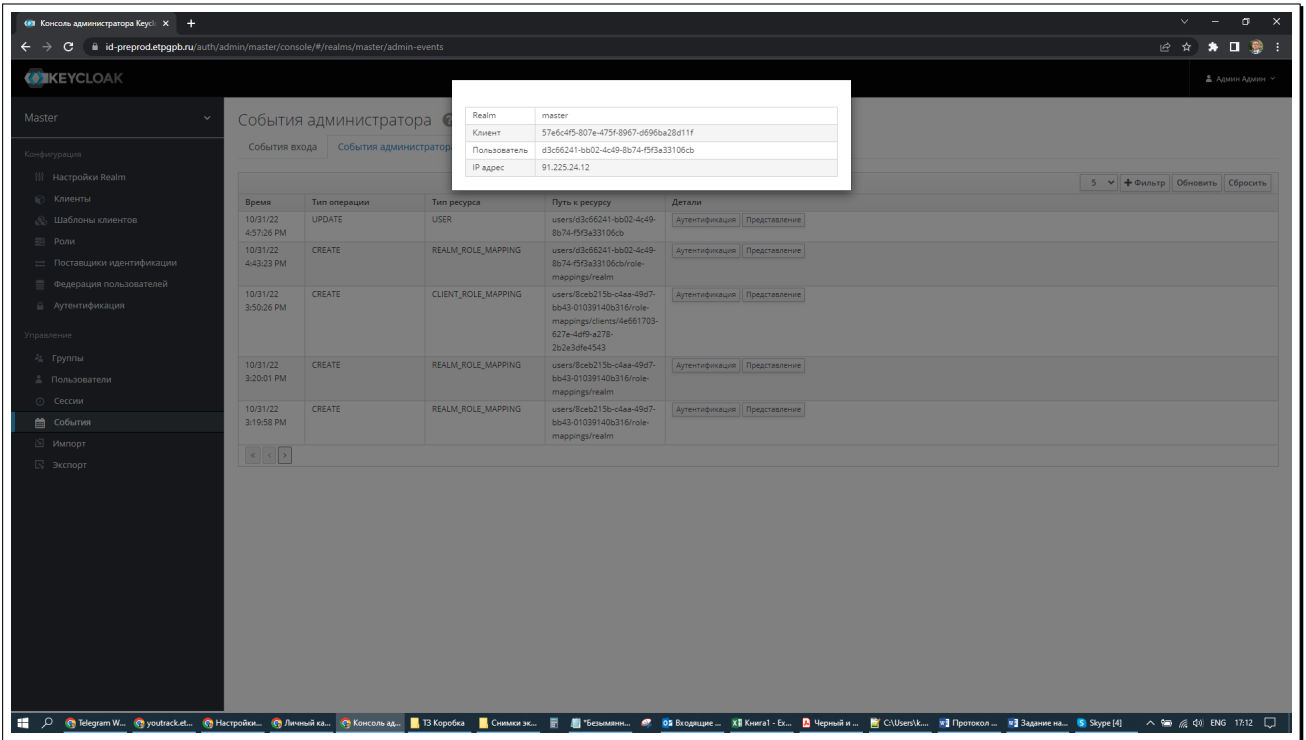 Консоль администратора Keycl
id-preprod.etpgpb.ru/auth/admin/master/console/#/realms/master/admin-events
KEYCLOAK
Админ Админ
Master
Конфигурация
Настройки Realm
Клиенты
Шаблоны клиентов
Роли
Поставщики идентификации
Федерация пользователей
Аутентификация
Управление
Группы
Пользователи
Сессии
События
Импорт
Экспорт
События администратора
События входа События администратор
Realm master
Клиент 57e6c4f5-807e-475f-8967-d696ba28d11f
Пользователь d3c66241-bb02-4c49-8b74-f5f3a33106cb
IP адрес 91.225.24.12
5 Фильтр Обновить Сбросить
Время Тип операции Тип ресурса Путь к ресурсу Детали
10/31/22 UPDATE USER users/d3c66241-bb02-4c49- Аутентификация Представление
4:57:26 PM 8b74-f5f3a33106cb
10/31/22 CREATE REALM_ROLE_MAPPING users/d3c66241-bb02-4c49- Аутентификация Представление
4:43:23 PM 8b74-f5f3a33106cb/role-
mappings/realm
10/31/22 CREATE CLIENT_ROLE_MAPPING users/8ceb215b-c4aa-49d7- Аутентификация Представление
3:50:26 PM bb43-01039140b316/role-
mappings/clients/4e661703-
627e-4df9-a278-
2b2e3dfe4543
10/31/22 CREATE REALM_ROLE_MAPPING users/8ceb215b-c4aa-49d7- Аутентификация Представление
3:20:01 PM bb43-01039140b316/role-
mappings/realm
10/31/22 CREATE REALM_ROLE_MAPPING users/8ceb215b-c4aa-49d7- Аутентификация Представление
3:19:58 PM bb43-01039140b316/role-
mappings/realm
Telegram W... youtrack.et... Настройки... Личный ка... Консоль ад... ТЗ Коробка Снимки эк... *Безымянн... Входящие ... Книга1 - Ex... Черный и ... C:\Users\k.... Протокол ... Задание на... Skype [4] ENG 17:12